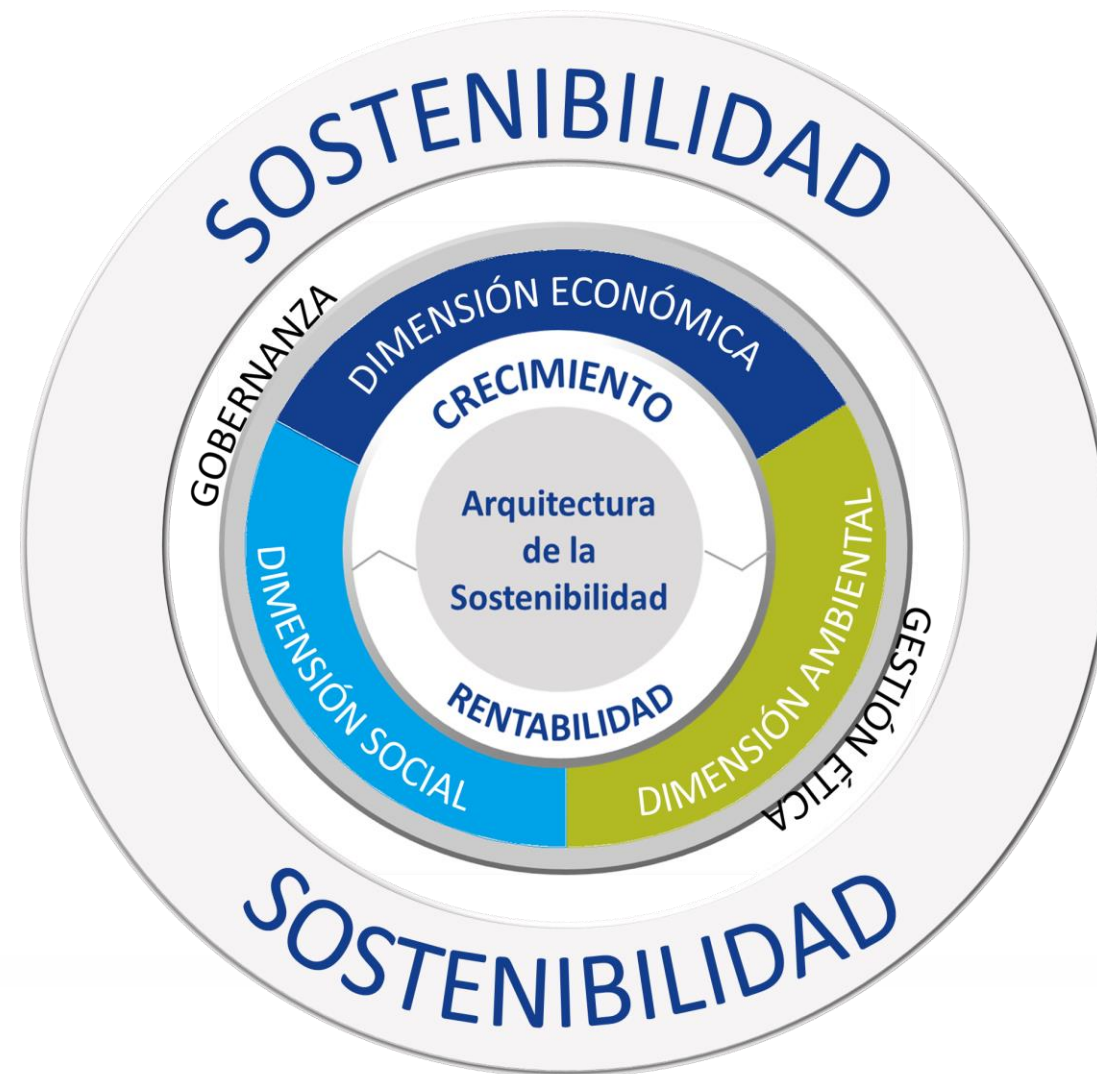 SOSTENIBILIDAD
GOBERNANZA
DIMENSIÓN ECONÓMICA
CRECIMIENTO
Arquitectura
de la
Sostenibilidad
RENTABILIDAD
DIMENSIÓN SOCIAL
DIMENSIÓN AMBIENTAL
GESTIÓN ÉTICA
SOSTENIBILIDAD